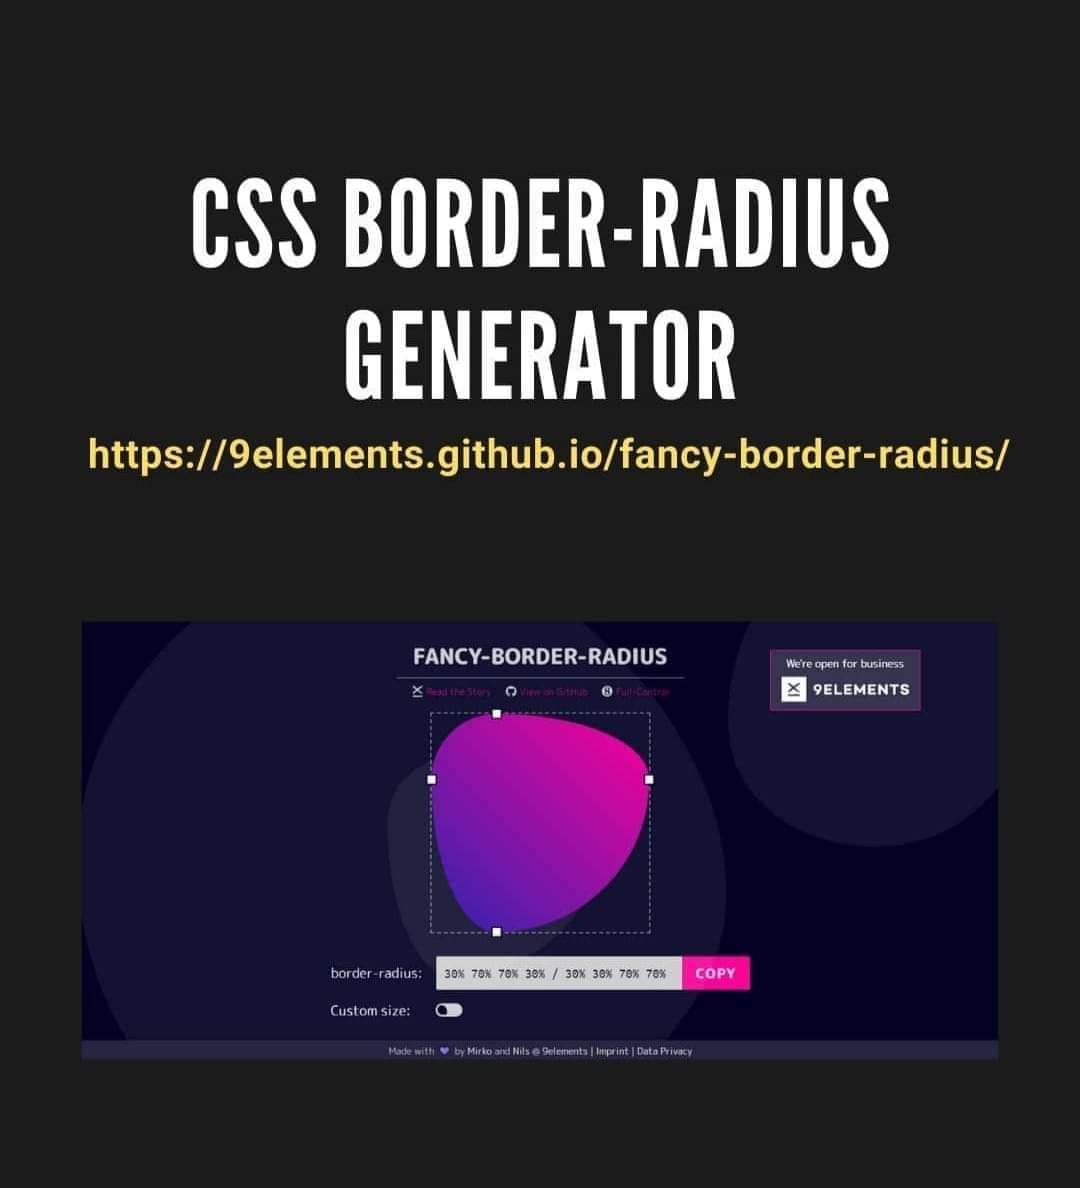 CSS BORDER-RADIUS
GENERATOR
https://9elements.github.io/fancy-border-radius/
FANCY-BORDER-RADIUS
Read the Story View on GitHub Full-Control
We're open for business
9ELEMENTS
border-radius: 30% 70% 70% 30% / 30% 30% 70% 70% COPY
Custom size:
Made with 💜 by Mirko and Nils @ 9elements | Imprint | Data Privacy